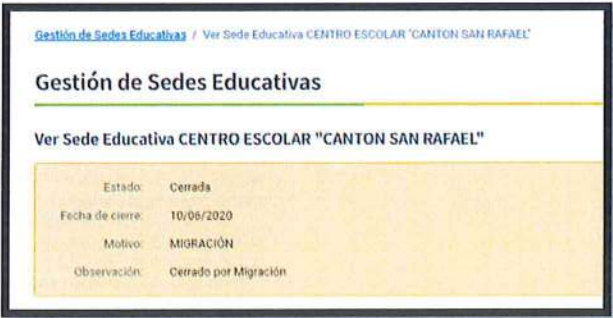 Gestión de Sedes Educativas / Ver Sede Educativa CENTRO ESCOLAR "CANTON SAN RAFAEL"
Gestión de Sedes Educativas
Ver Sede Educativa CENTRO ESCOLAR "CANTON SAN RAFAEL"
Estado: Cerrada
Fecha de cierre: 10/06/2020
Motivo: MIGRACIÓN
Observación: Cerrado por Migración